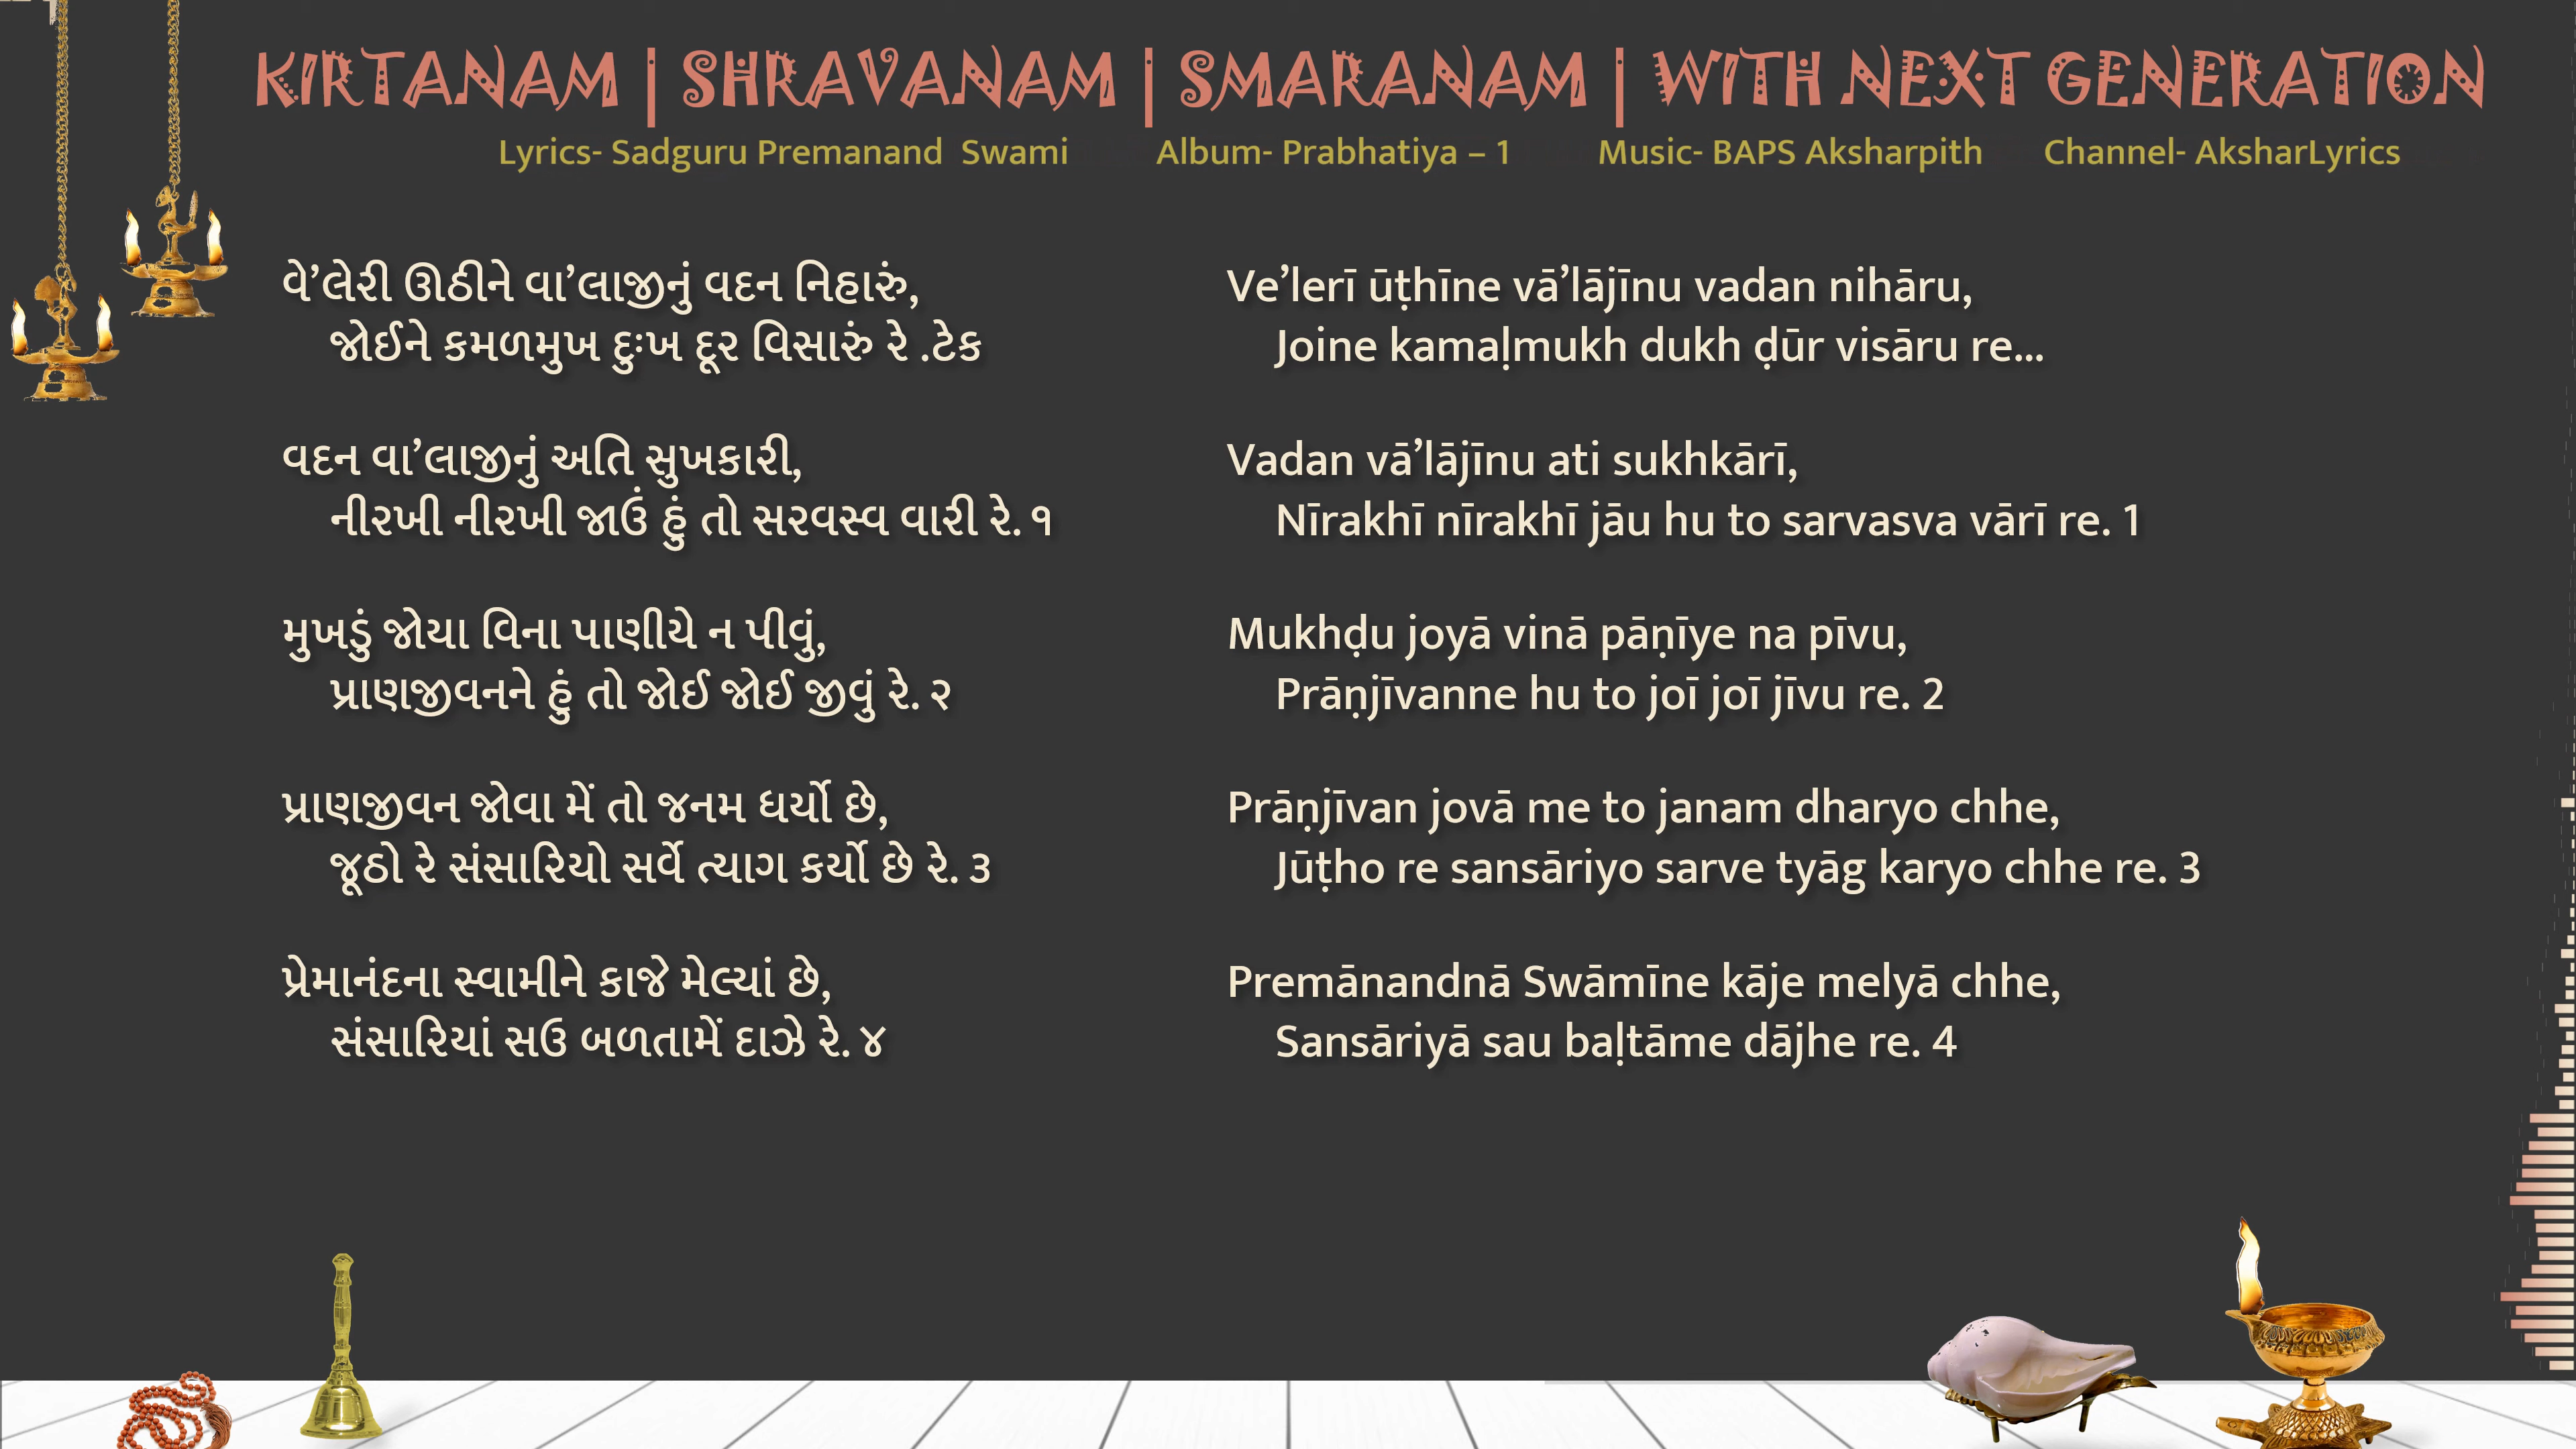 KIRTANAM | SHRAVANAM | SMARANAM | WITH NEXT GENERATION
Lyrics- Sadguru Premanand Swami Album- Prabhatiya – 1 Music- BAPS Aksharpith Channel- AksharLyrics
વે’લેરી ઊઠીને વા’લાજીનું વદન નિહારું,
જોઈને કમળમુખ દુઃખ દૂર વિસારું રે .ટેક
વદન વા’લાજીનું અતિ સુખકારી,
નીરખી નીરખી જાઉં હું તો સરવસ્વ વારી રે. ૧
મુખડું જોયા વિના પાણીયે ન પીવું,
પ્રાણજીવનને હું તો જોઈ જોઈ જીવું રે. ૨
પ્રાણજીવન જોવા મેં તો જનમ ધર્યો છે,
જૂઠો રે સંસારિયો સર્વે ત્યાગ કર્યો છે રે. ૩
પ્રેમાનંદના સ્વામીને કાજે મેલ્યાં છે,
સંસારિયાં સઉ બળતામેં દાઝે રે. ૪
Ve’lerī ūṭhīne vā’lājīnu vadan nihāru,
Joine kamaḷmukh dukh ḍūr visāru re...
Vadan vā’lājīnu ati sukhkārī,
Nīrakhī nīrakhī jāu hu to sarvasva vārī re. 1
Mukhḍu joyā vinā pāṇīye na pīvu,
Prāṇjīvanne hu to joī joī jīvu re. 2
Prāṇjīvan jovā me to janam dharyo chhe,
Jūṭho re sansāriyo sarve tyāg karyo chhe re. 3
Premānandnā Swāmīne kāje melyā chhe,
Sansāriyā sau baḷtāme dājhe re. 4